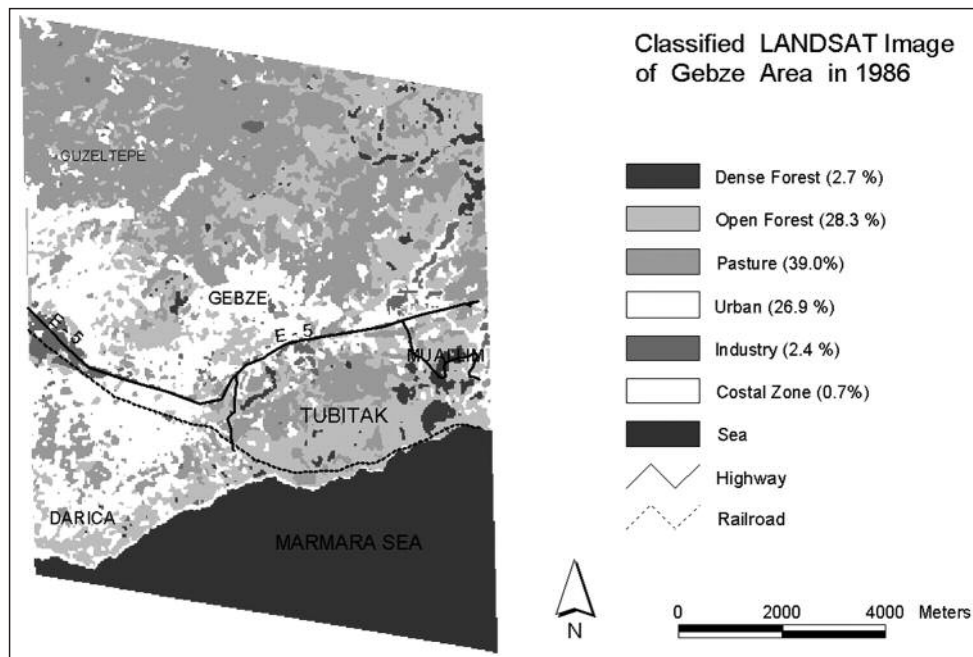 Classified LANDSAT Image
of Gebze Area in 1986
GUZELTEPE
GEBZE
E - 5
E - 5
MUALLIM
TUBITAK
DARICA
MARMARA SEA
Dense Forest (2.7 %)
Open Forest (28.3 %)
Pasture (39.0%)
Urban (26.9 %)
Industry (2.4 %)
Costal Zone (0.7%)
Sea
Highway
Railroad
N
0 2000 4000 Meters